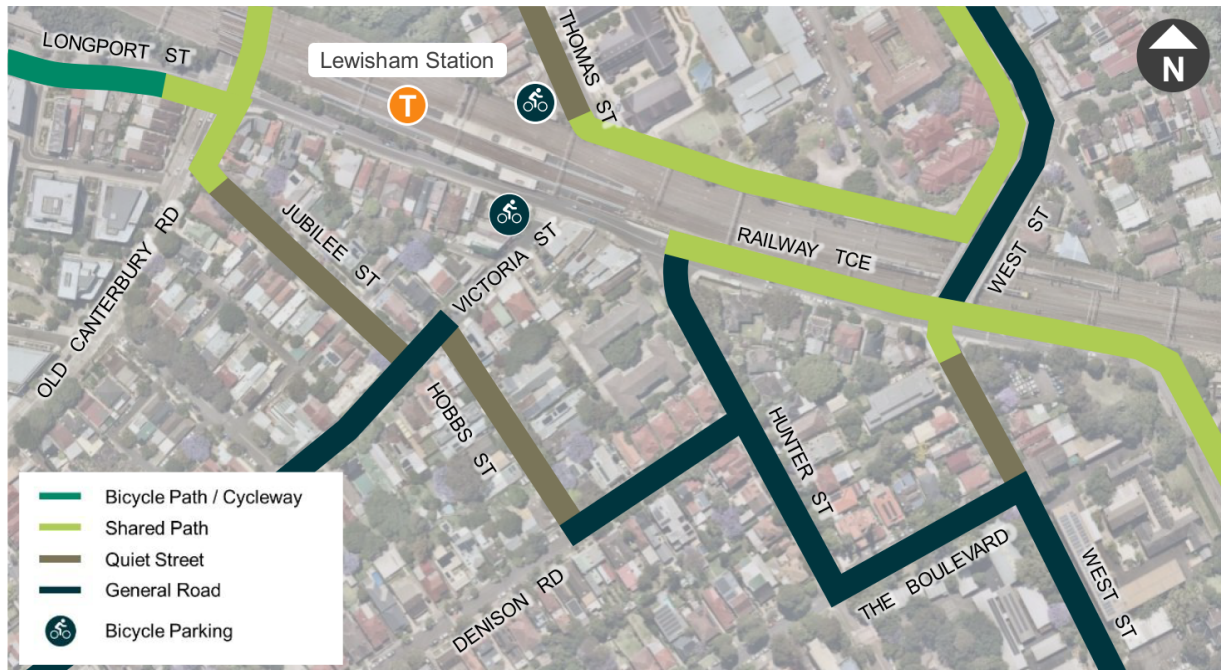 LONGPORT ST
Lewisham Station
T
THOMAS ST
N
OLD CANTERBURY RD
JUBILEE ST
VICTORIA ST
RAILWAY TCE
WEST ST
HOBBS ST
HUNTER ST
DENISON RD
THE BOULEVARD
WEST ST
Bicycle Path / Cycleway
Shared Path
Quiet Street
General Road
Bicycle Parking